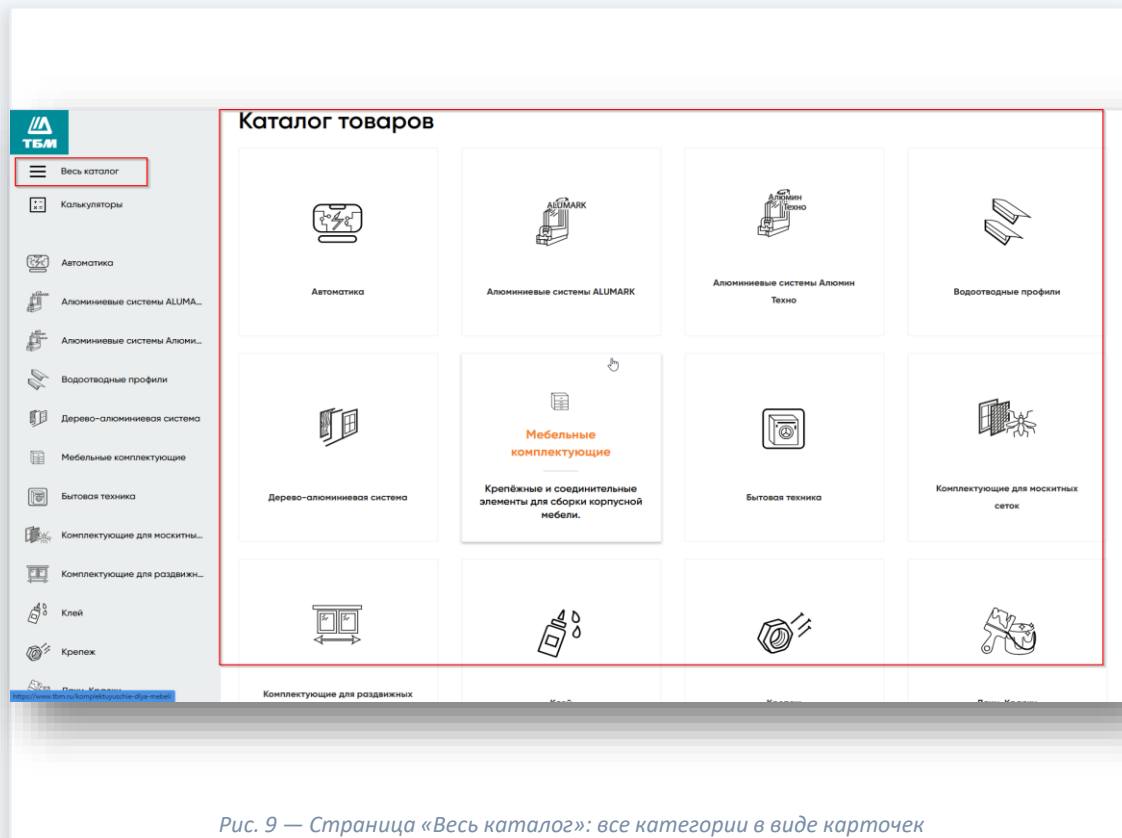 ТБМ
Весь каталог
Калькуляторы
Автоматика
Алюминиевые системы ALUMA...
Алюминиевые системы Алюми...
Водоотводные профили
Дерево-алюминиевая система
Мебельные комплектующие
Бытовая техника
Комплектующие для москитны...
Комплектующие для раздвижн...
Клей
Крепеж
https://www.tbm.ru/komplektuyuschie-dlya-mebeli
Каталог товаров
Автоматика
ALUMARK
Алюминиевые системы ALUMARK
Алюмин
Техно
Алюминиевые системы Алюмин
Техно
Водоотводные профили
Дерево-алюминиевая система
Мебельные
комплектующие
Крепёжные и соединительные
элементы для сборки корпусной
мебели.
Бытовая техника
Комплектующие для москитных
сеток
Комплектующие для раздвижных
Рис. 9 — Страница «Весь каталог»: все категории в виде карточек